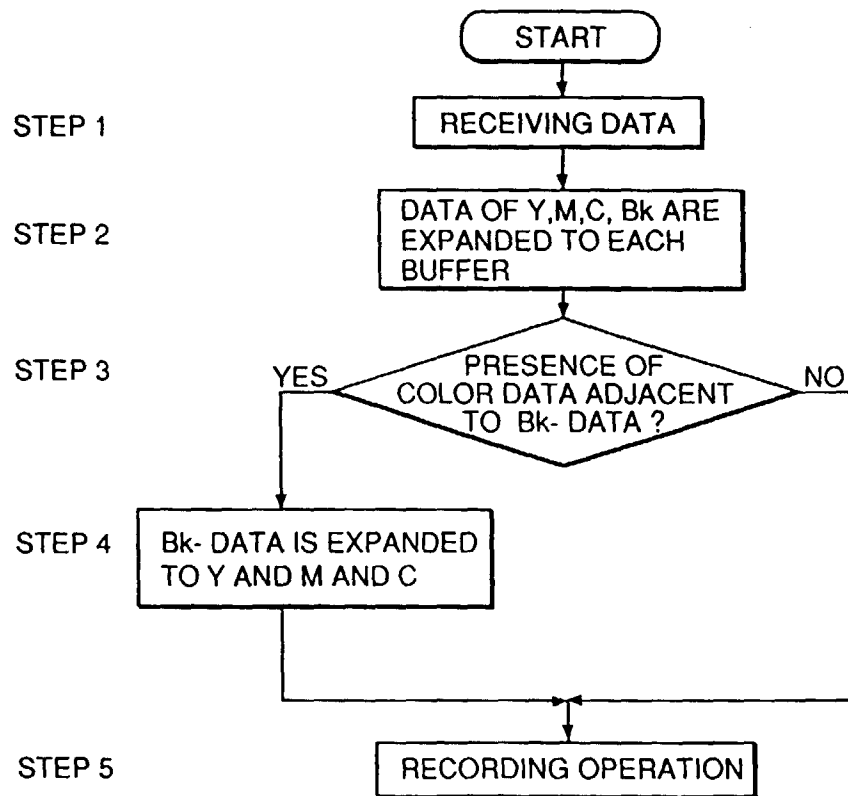 START
STEP 1
RECEIVING DATA
STEP 2
DATA OF Y,M,C, Bk ARE
EXPANDED TO EACH
BUFFER
STEP 3
YES
PRESENCE OF
COLOR DATA ADJACENT
TO Bk- DATA ?
NO
STEP 4
Bk- DATA IS EXPANDED
TO Y AND M AND C
STEP 5
RECORDING OPERATION